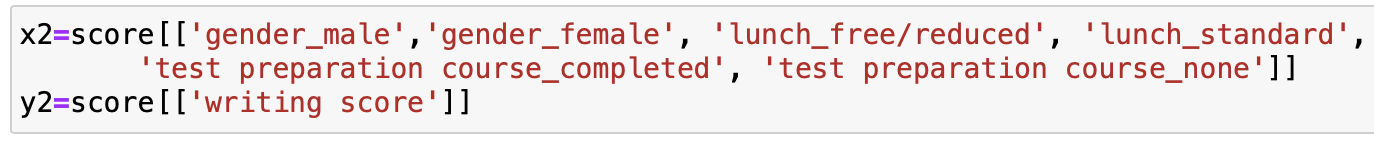 x2=score[['gender_male','gender_female', 'lunch_free/reduced', 'lunch_standard',
'test preparation course_completed', 'test preparation course_none']]
y2=score[['writing score']]